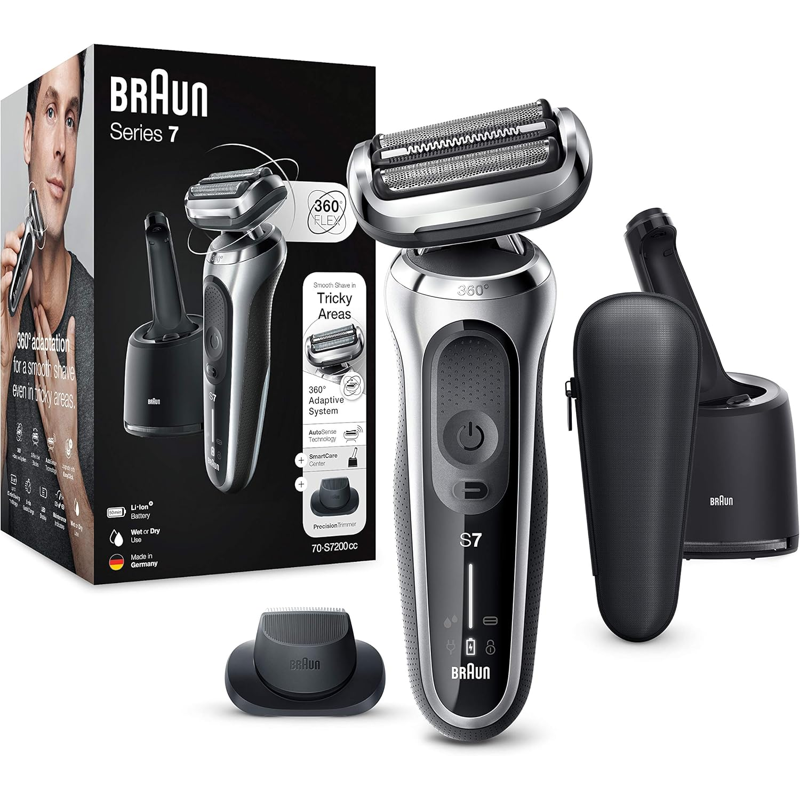 BRAUN
Series 7
360°
FLEX
Smooth Shave in
Tricky
Areas
360°
Adaptive
System
AutoSense
Technology
+
SmartCare
Center
+
PrecisionTrimmer
BRAUN
S7
Li-Ion
Battery
Wet or Dry
Use
Made in
Germany
70-S7200cc
360° adaptation
for a smooth shave,
even in tricky areas.
360°
S7
BRAUN
BRAUN
BRAUN